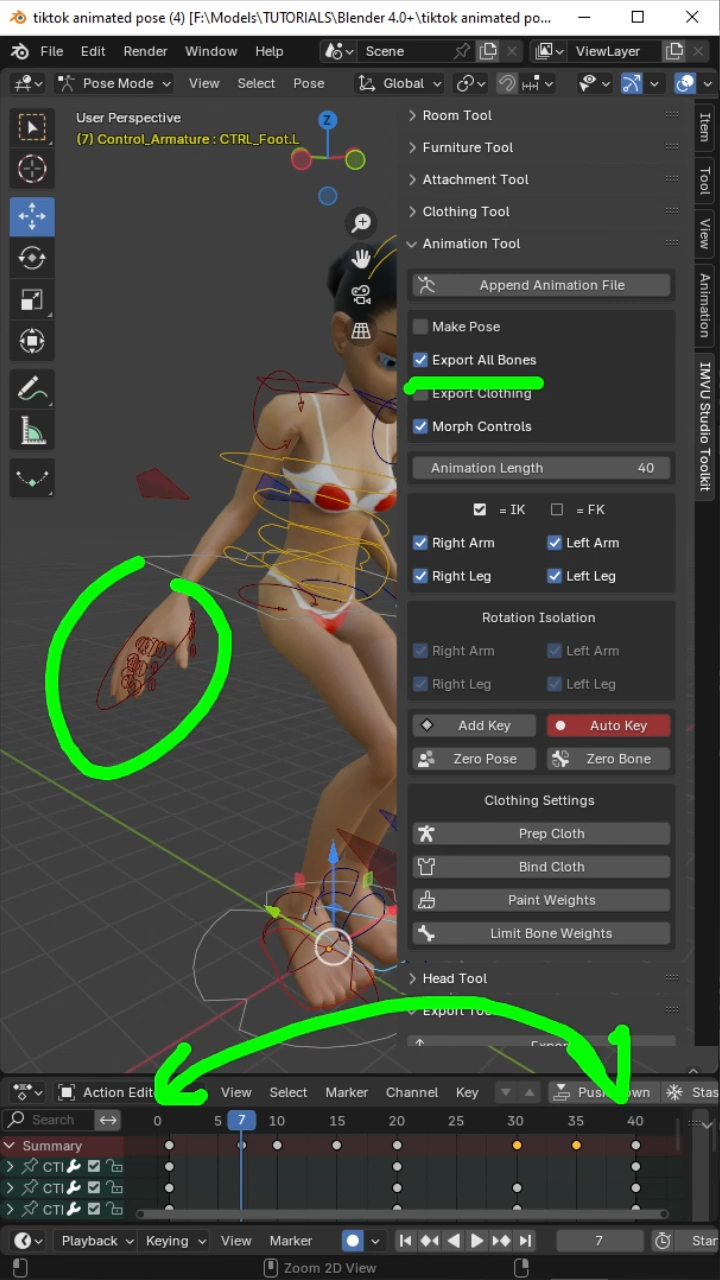 tiktok animated pose (4) [F:\Models\TUTORIALS\Blender 4.0+\tiktok animated po...
File Edit Render Window Help Scene ViewLayer
Pose Mode View Select Pose Global
User Perspective
(7) Control_Armature : CTRL_Foot.L
Z
Room Tool
Furniture Tool
Attachment Tool
Clothing Tool
Animation Tool
Append Animation File
Make Pose
Export All Bones
Export Clothing
Morph Controls
Animation Length 40
= IK = FK
Right Arm Left Arm
Right Leg Left Leg
Rotation Isolation
Right Arm Left Arm
Right Leg Left Leg
Add Key Auto Key
Zero Pose Zero Bone
Clothing Settings
Prep Cloth
Bind Cloth
Paint Weights
Limit Bone Weights
Head Tool
Export
Item
Tool
View
Animation
IMVU Studio Toolkit
View Select Marker Channel Key
Search 0 5 7 10 15 20 25 30 35 40
Summary
CTI
CTI
CTI
Playback Keying View Marker 7 Star
Zoom 2D View